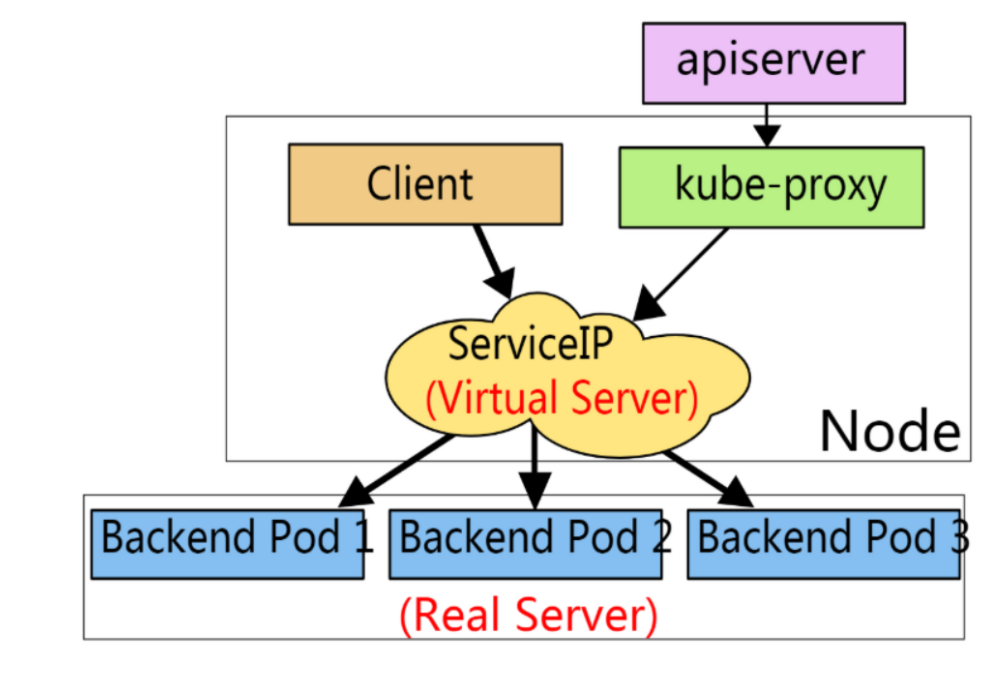 apiserver
Client
kube-proxy
ServiceIP
(Virtual Server)
Node
Backend Pod 1
Backend Pod 2
Backend Pod 3
(Real Server)